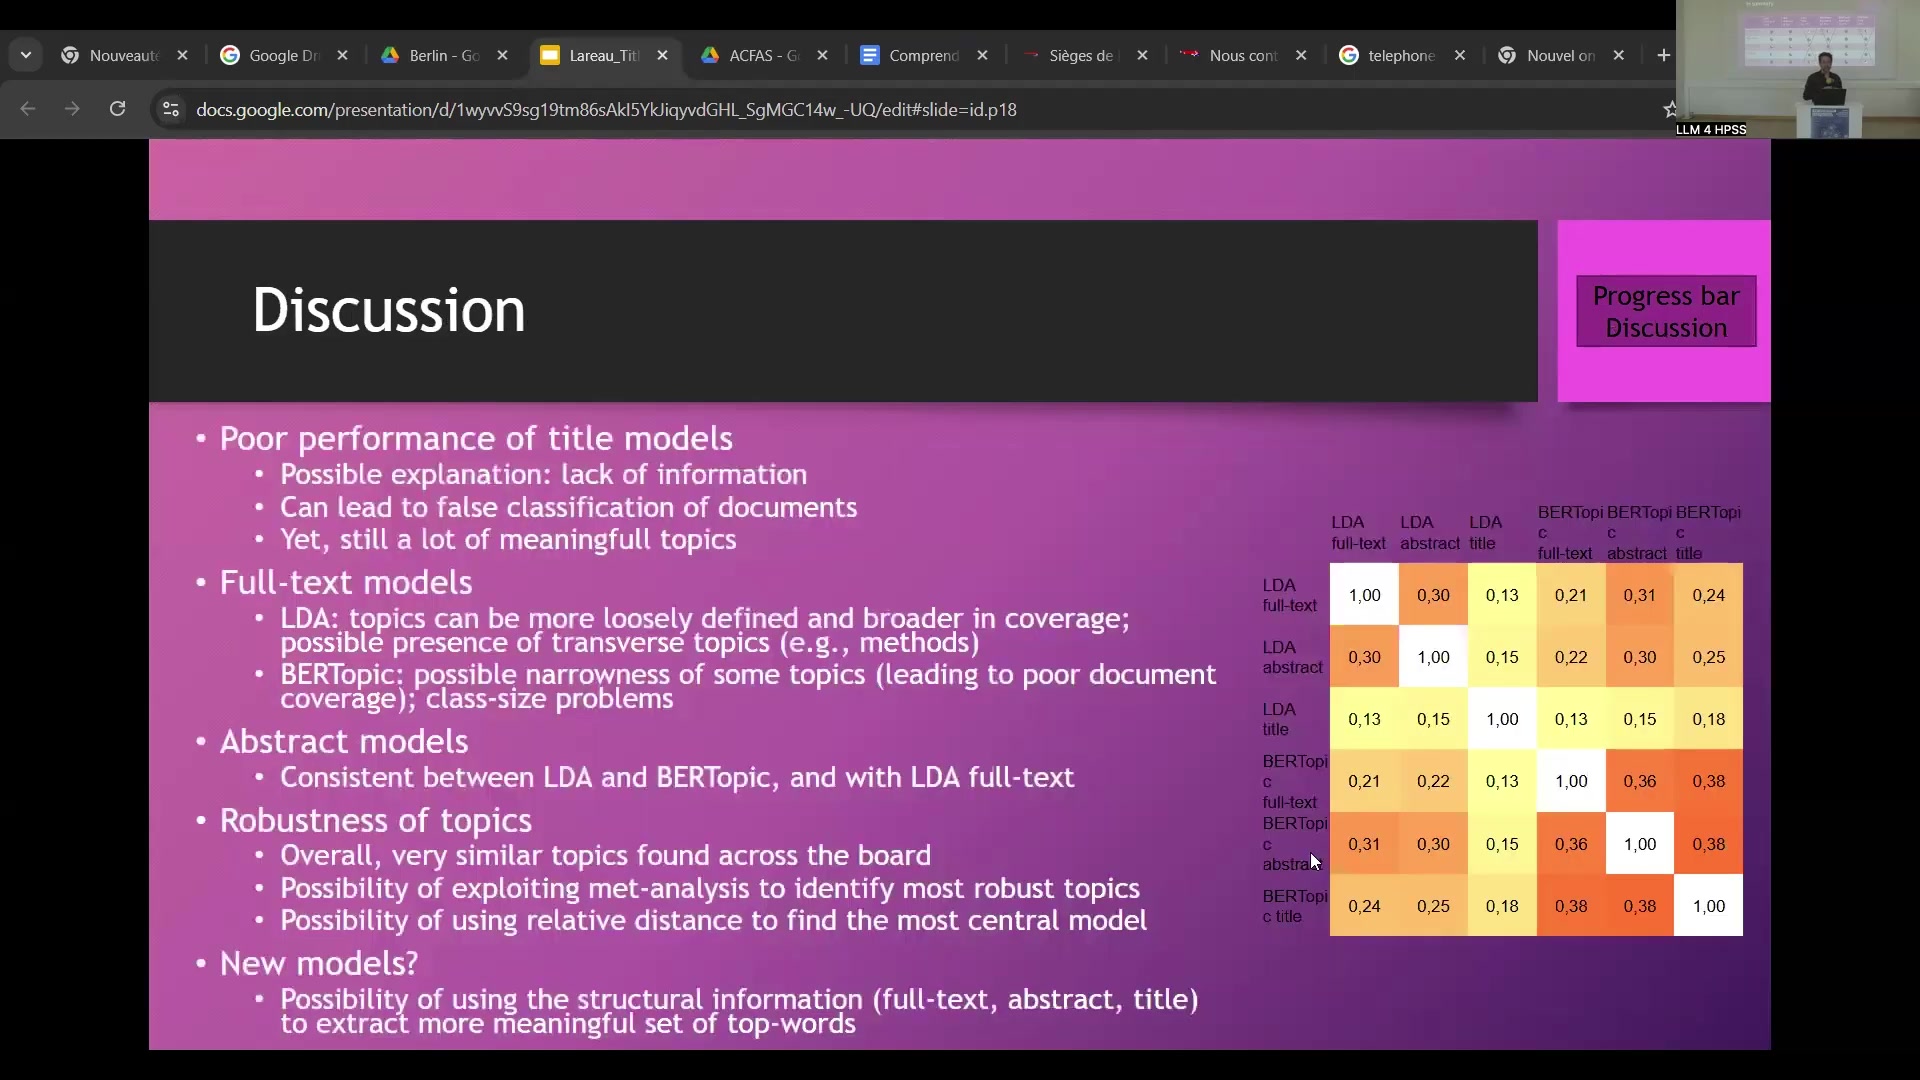 Nouveauté
Google Dr
Berlin - Go
Lareau_Titl
ACFAS - G
Comprend
Sièges de
Nous cont
telephone
Nouvel on
docs.google.com/presentation/d/1wyvvS9sg19tm86sAkI5YkJiqyvdGHL_SgMGC14w_-UQ/edit#slide=id.p18
LLM 4 HPSS
Discussion
Progress bar
Discussion
• Poor performance of title models
• Possible explanation: lack of information
• Can lead to false classification of documents
• Yet, still a lot of meaningfull topics
• Full-text models
• LDA: topics can be more loosely defined and broader in coverage;
possible presence of transverse topics (e.g., methods)
• BERTopic: possible narrowness of some topics (leading to poor document
coverage); class-size problems
• Abstract models
• Consistent between LDA and BERTopic, and with LDA full-text
• Robustness of topics
• Overall, very similar topics found across the board
• Possibility of exploiting met-analysis to identify most robust topics
• Possibility of using relative distance to find the most central model
• New models?
• Possibility of using the structural information (full-text, abstract, title)
to extract more meaningful set of top-words
LDA LDA LDA BERTopi BERTopi BERTopi
c c c
full-text abstract title full-text abstract title
LDA
full-text 1,00 0,30 0,13 0,21 0,31 0,24
LDA
abstract 0,30 1,00 0,15 0,22 0,30 0,25
LDA
title 0,13 0,15 1,00 0,13 0,15 0,18
BERTopi
c
full-text 0,21 0,22 0,13 1,00 0,36 0,38
BERTopi
c
abstract 0,31 0,30 0,15 0,36 1,00 0,38
BERTopi
c title 0,24 0,25 0,18 0,38 0,38 1,00